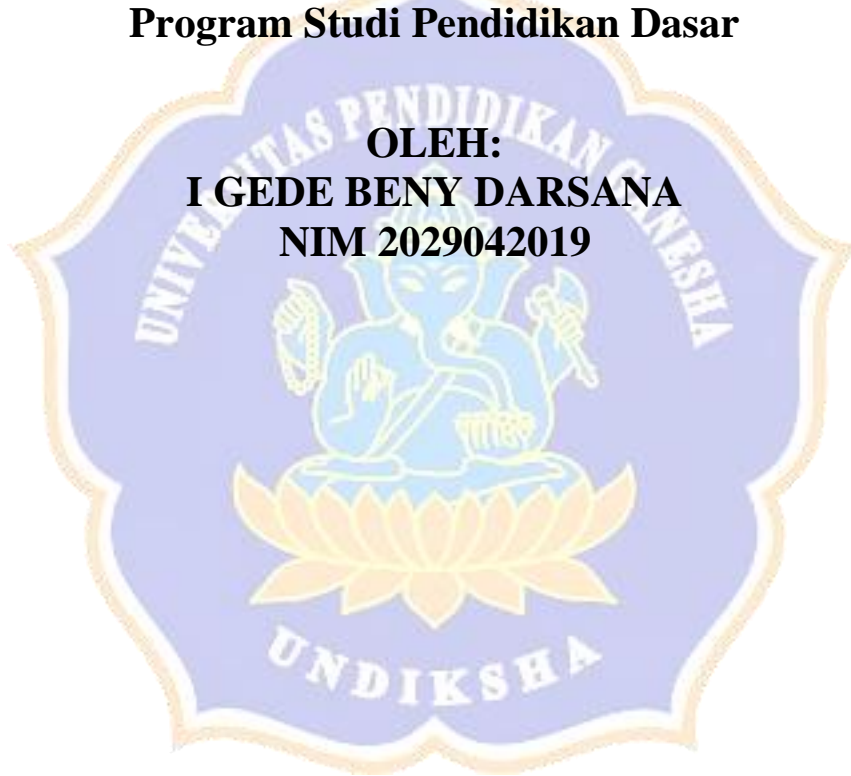 Program Studi Pendidikan Dasar
OLEH:
I GEDE BENY DARSANA
NIM 2029042019
UNIVERSITAS PENDIDIKAN GANESHA
UNDIKSHA